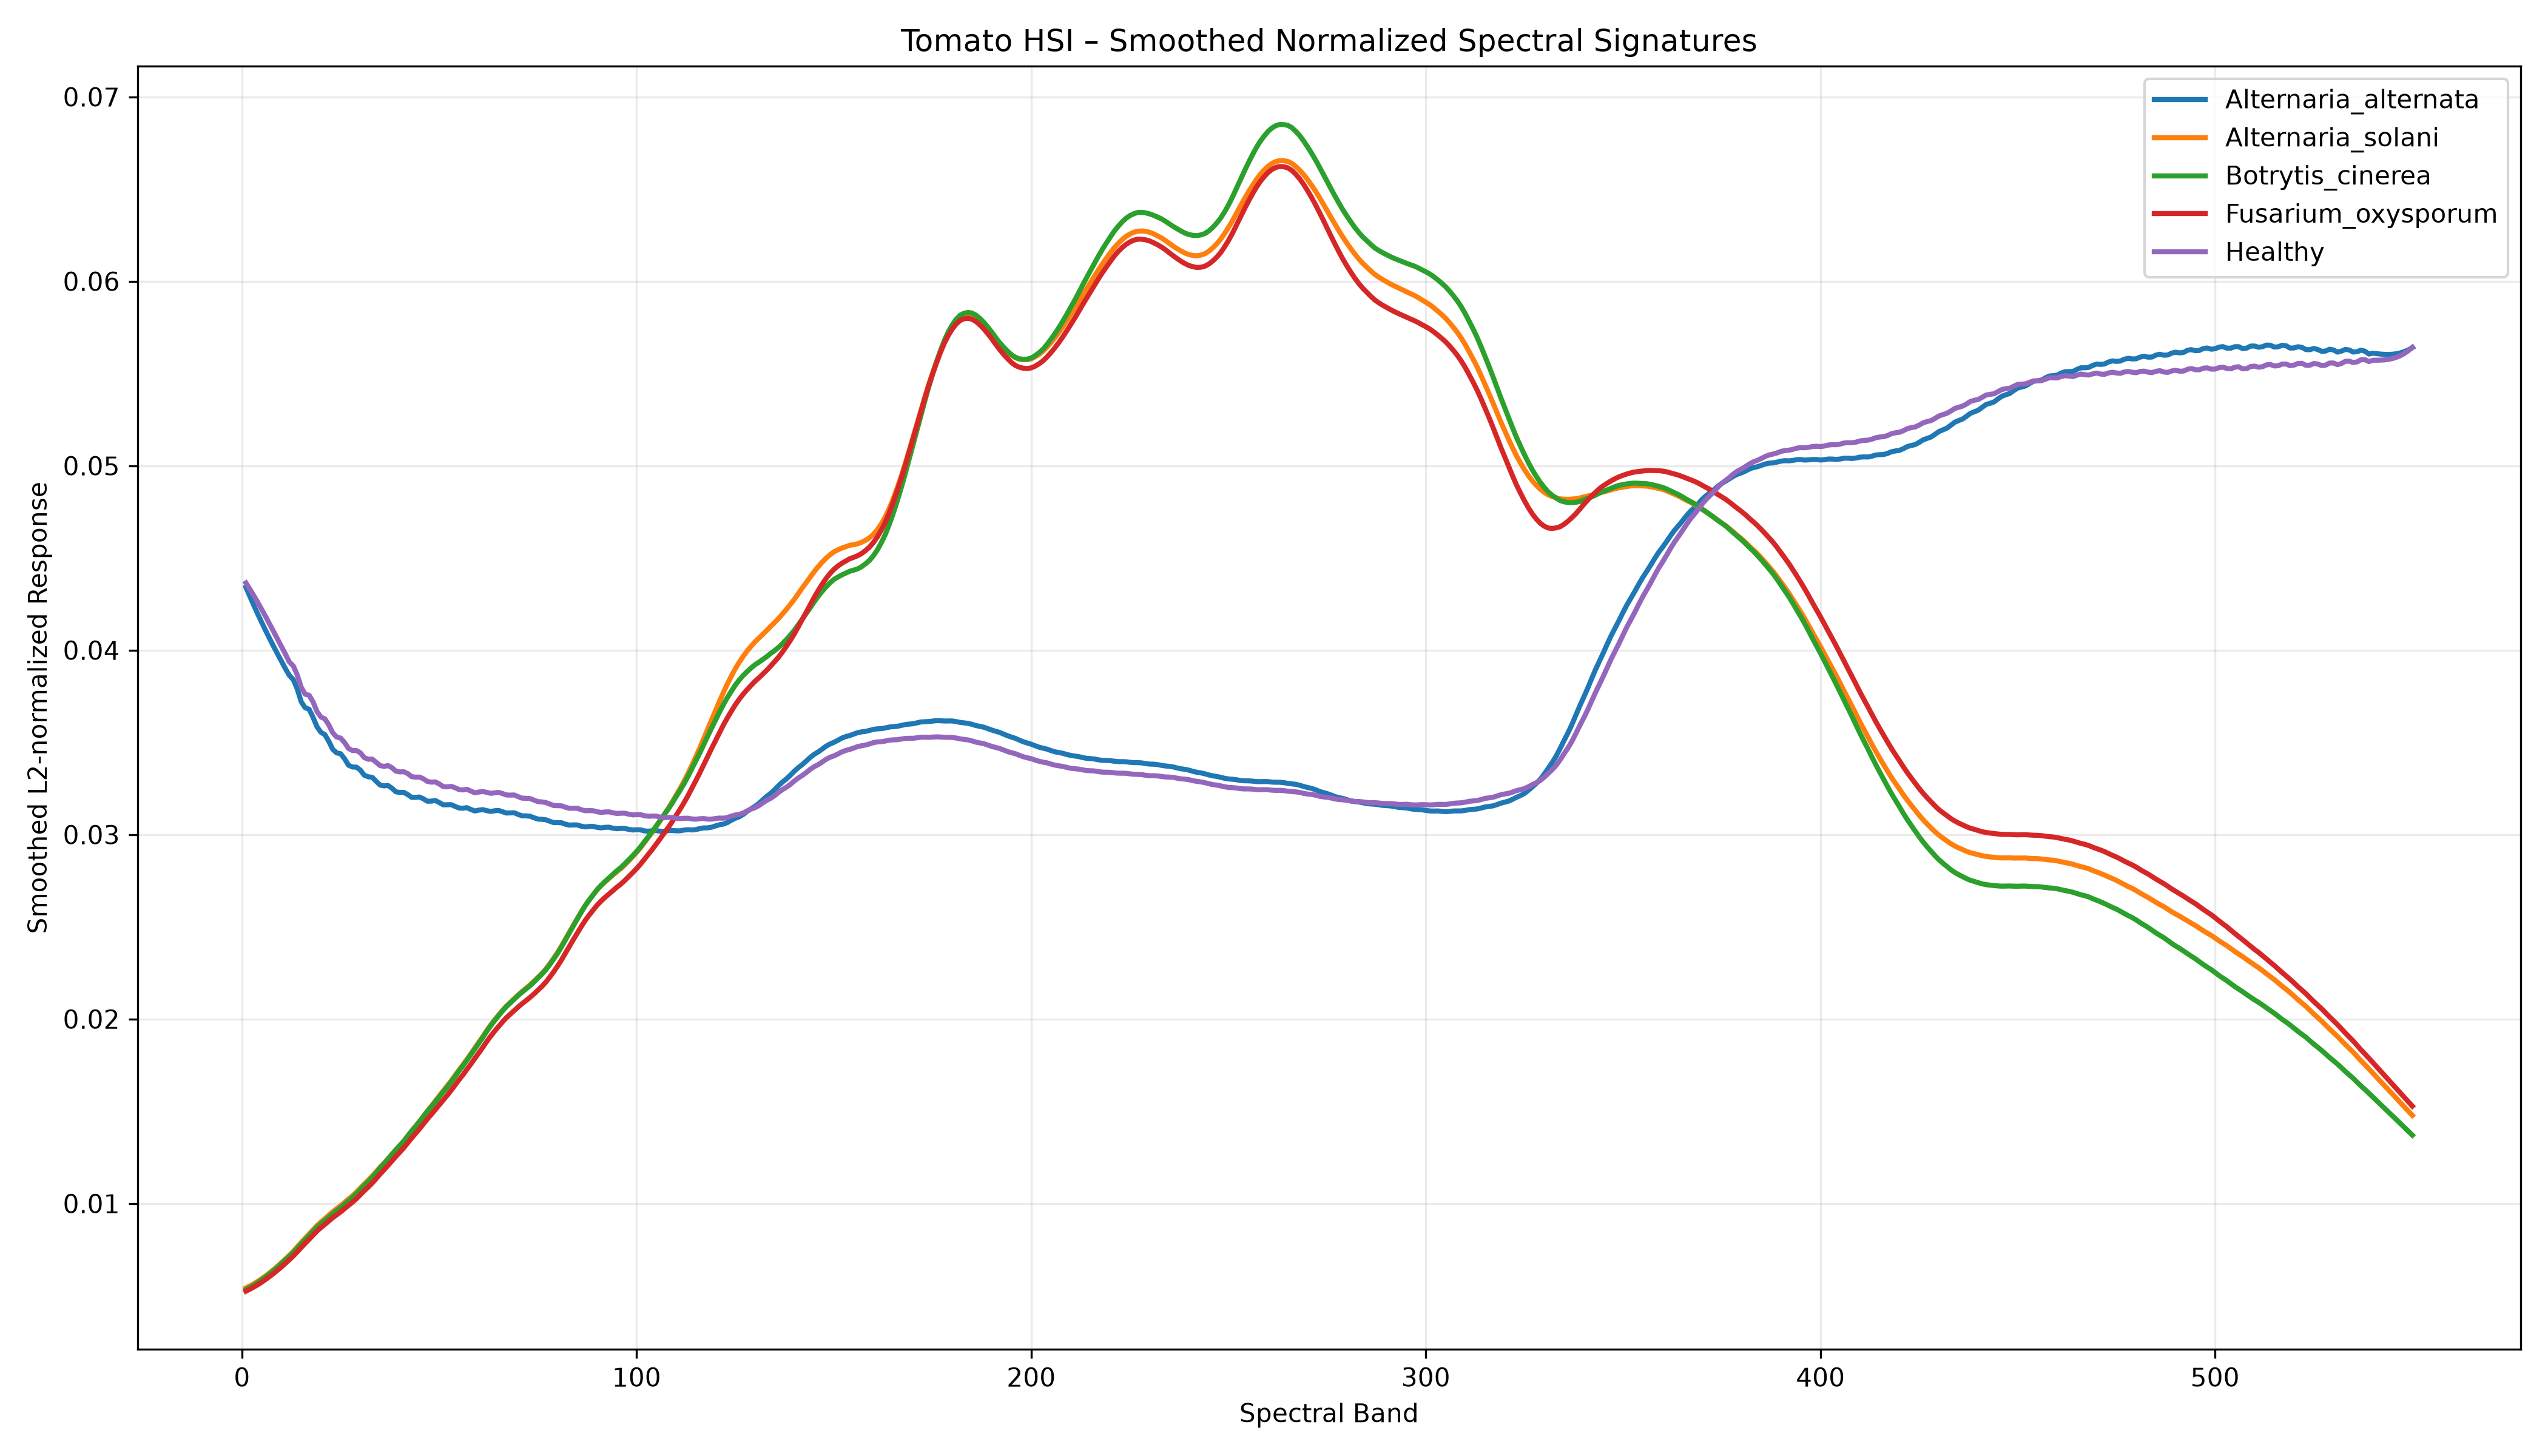 Tomato HSI – Smoothed Normalized Spectral Signatures
Smoothed L2-normalized Response
0.07
0.06
0.05
0.04
0.03
0.02
0.01
Alternaria_alternata
Alternaria_solani
Botrytis_cinerea
Fusarium_oxysporum
Healthy
0 100 200 300 400 500
Spectral Band